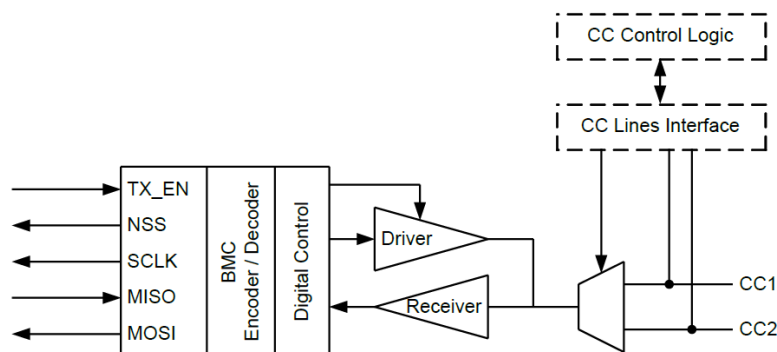 CC Control Logic
CC Lines Interface
TX_EN
NSS
SCLK
MISO
MOSI
BMC
Encoder / Decoder
Digital Control
Driver
Receiver
CC1
CC2